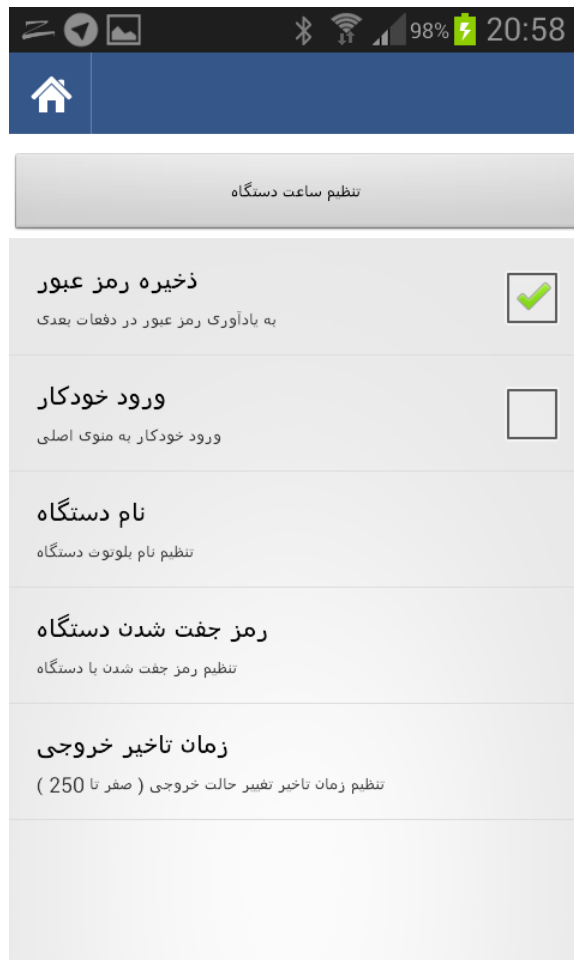 98% 20:58
تنظیم ساعت دستگاه
ذخیره رمز عبور
به یادآوری رمز عبور در دفعات بعدی
ورود خودکار
ورود خودکار به منوی اصلی
نام دستگاه
تنظیم نام بلوتوث دستگاه
رمز جفت شدن دستگاه
تنظیم رمز جفت شدن با دستگاه
زمان تاخیر خروجی
تنظیم زمان تاخیر تغییر حالت خروجی ( صفر تا 250 )